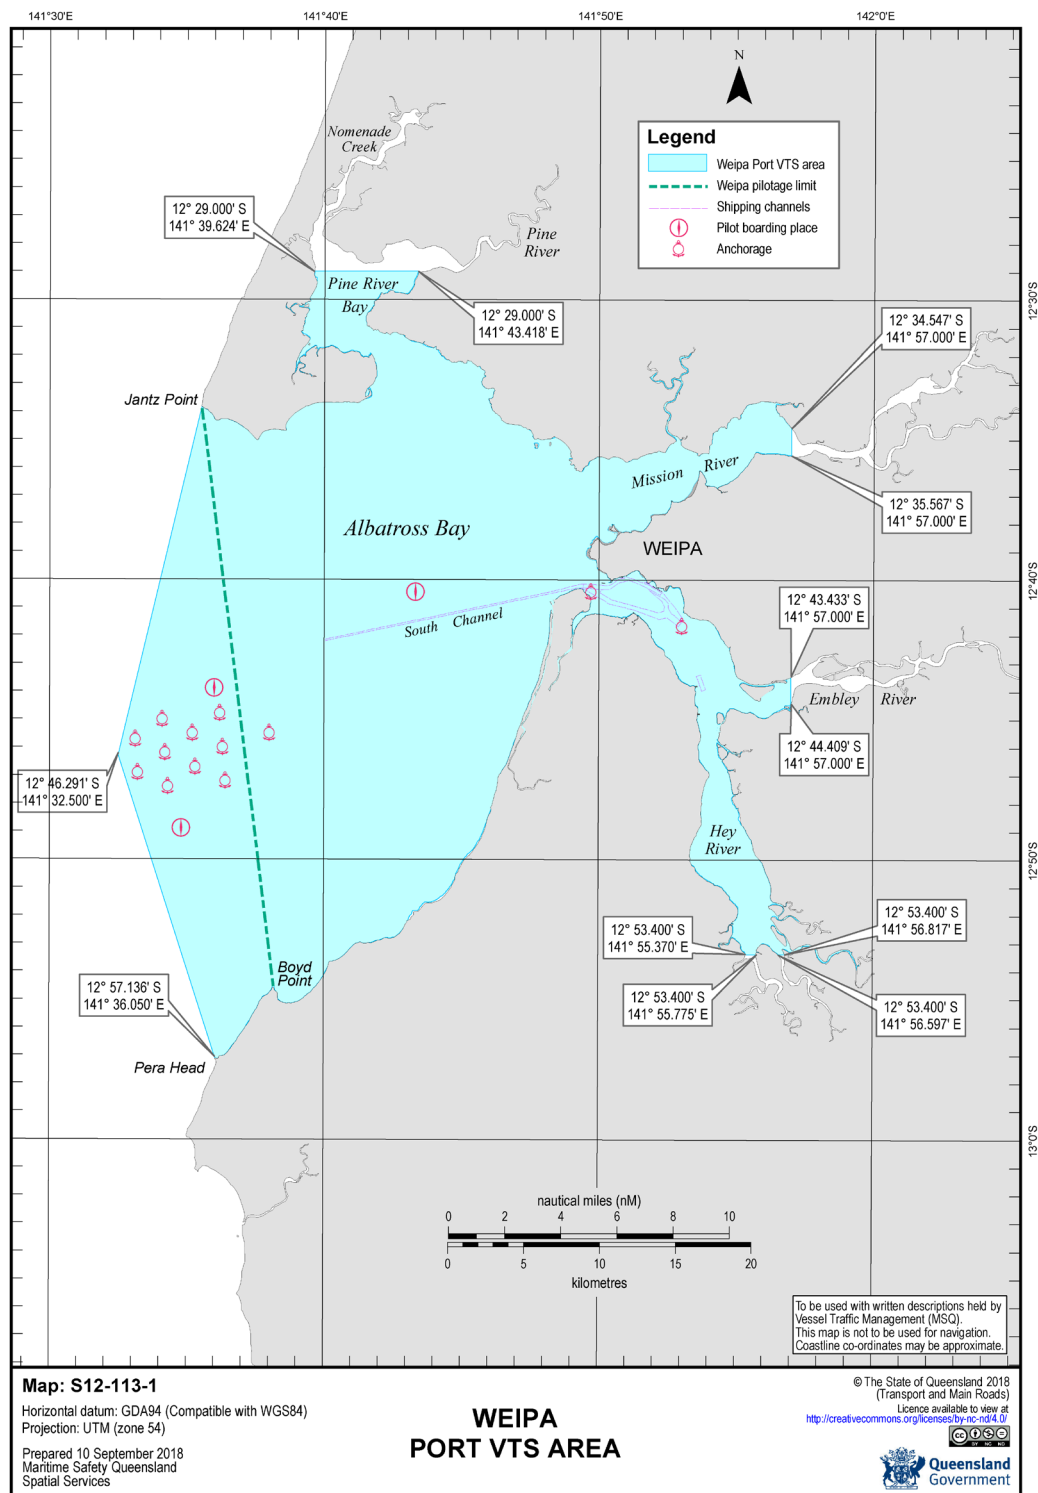 141°30'E
141°40'E
141°50'E
142°0'E
N
Legend
Weipa Port VTS area
Weipa pilotage limit
Shipping channels
Pilot boarding place
Anchorage
Nomenade
Creek
12° 29.000' S
141° 39.624' E
Pine
River
Pine River
Bay
12° 29.000' S
141° 43.418' E
12°30'S
12° 34.547' S
141° 57.000' E
Jantz Point
Mission River
12° 35.567' S
141° 57.000' E
Albatross Bay
WEIPA
12°40'S
12° 43.433' S
141° 57.000' E
South Channel
Embley River
12° 44.409' S
141° 57.000' E
12° 46.291' S
141° 32.500' E
Hey
River
12°50'S
12° 53.400' S
141° 55.370' E
12° 53.400' S
141° 56.817' E
Boyd
Point
12° 57.136' S
141° 36.050' E
12° 53.400' S
141° 55.775' E
12° 53.400' S
141° 56.597' E
Pera Head
13°0'S
nautical miles (nM)
0 2 4 6 8 10
0 5 10 15 20
kilometres
To be used with written descriptions held by
Vessel Traffic Management (MSQ).
This map is not to be used for navigation.
Coastline co-ordinates may be approximate.
Map: S12-113-1
Horizontal datum: GDA94 (Compatible with WGS84)
Projection: UTM (zone 54)
Prepared 10 September 2018
Maritime Safety Queensland
Spatial Services
WEIPA
PORT VTS AREA
© The State of Queensland 2018
(Transport and Main Roads)
Licence available to view at
http://creativecommons.org/licenses/by-nc-nd/4.0/
cc
BY NC ND
Queensland
Government